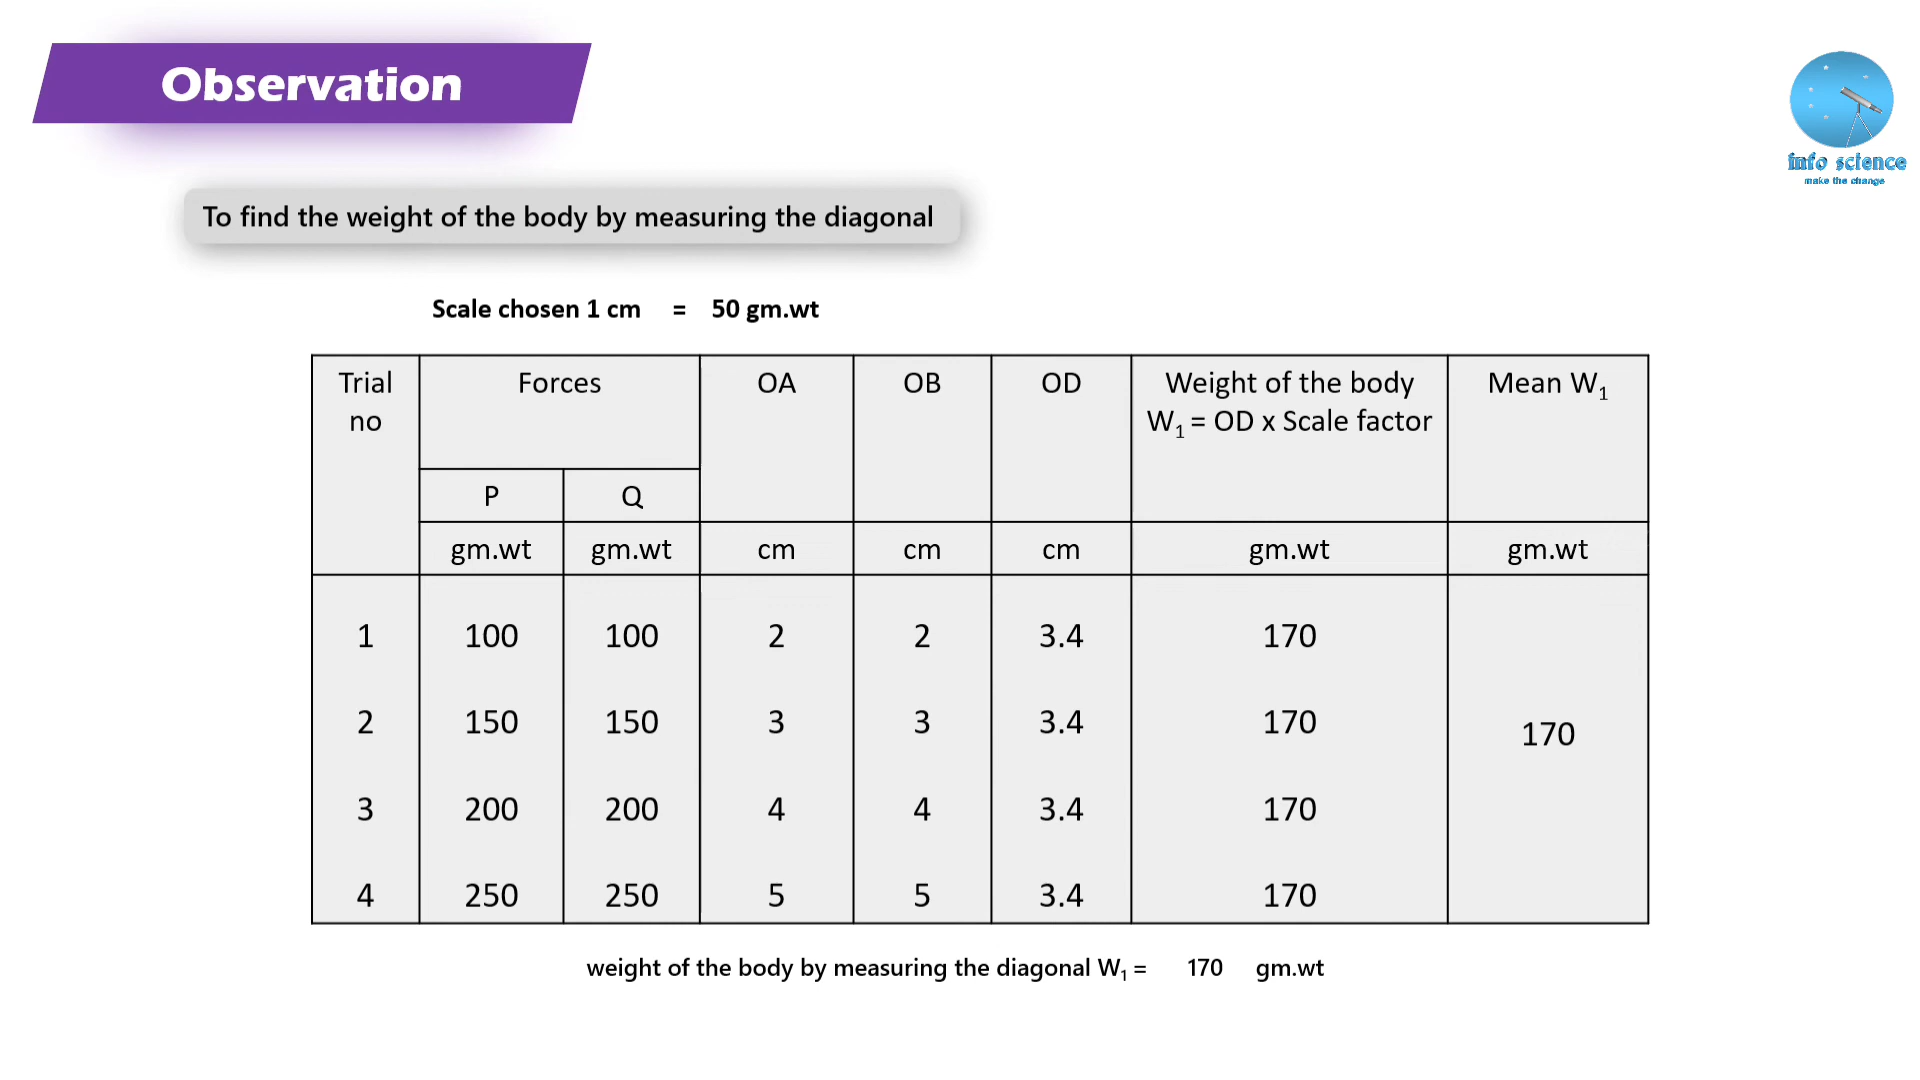 Observation
info science
make the change
To find the weight of the body by measuring the diagonal
Scale chosen 1 cm = 50 gm.wt
Trial no Forces OA OB OD Weight of the body W₁ = OD x Scale factor Mean W₁
P Q
gm.wt gm.wt cm cm cm gm.wt gm.wt
1 100 100 2 2 3.4 170
2 150 150 3 3 3.4 170
170
3 200 200 4 4 3.4 170
4 250 250 5 5 3.4 170
weight of the body by measuring the diagonal W₁ = 170 gm.wt